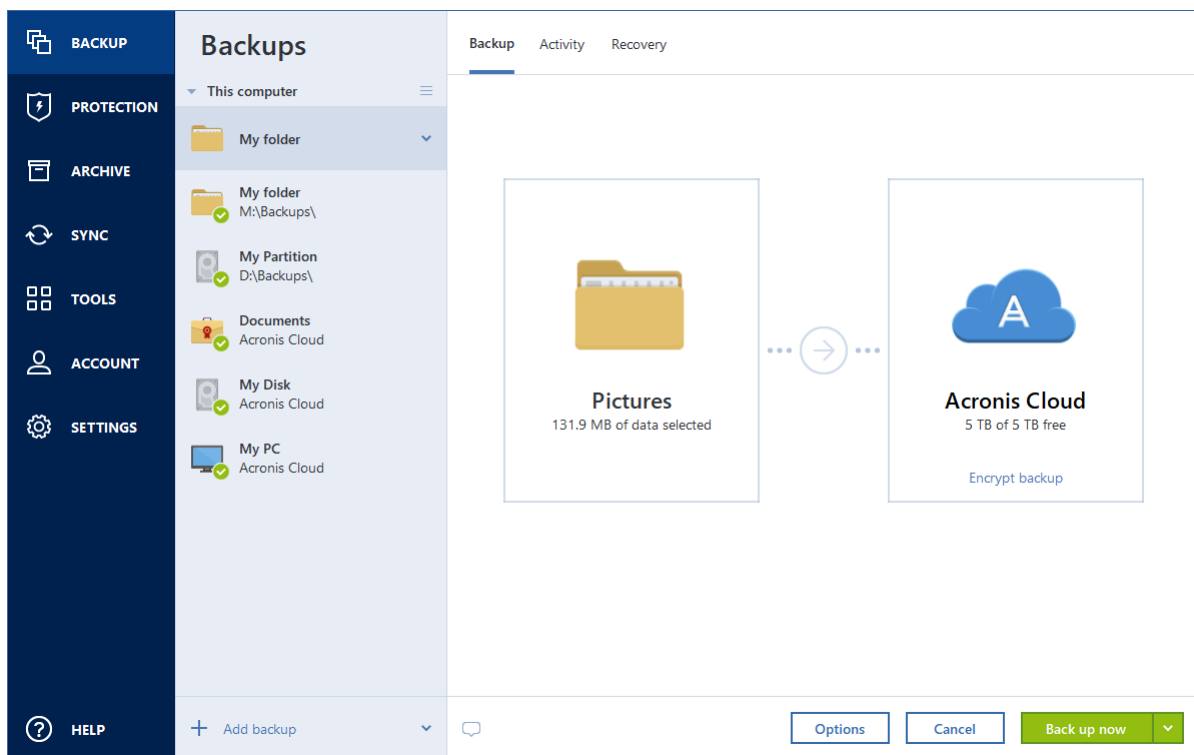 BACKUP
PROTECTION
ARCHIVE
SYNC
TOOLS
ACCOUNT
SETTINGS
HELP
Backups
This computer
My folder
My folder
M:\Backups\
My Partition
D:\Backups\
Documents
Acronis Cloud
My Disk
Acronis Cloud
My PC
Acronis Cloud
Add backup
Backup Activity Recovery
Pictures
131.9 MB of data selected
Acronis Cloud
5 TB of 5 TB free
Encrypt backup
Options Cancel Back up now